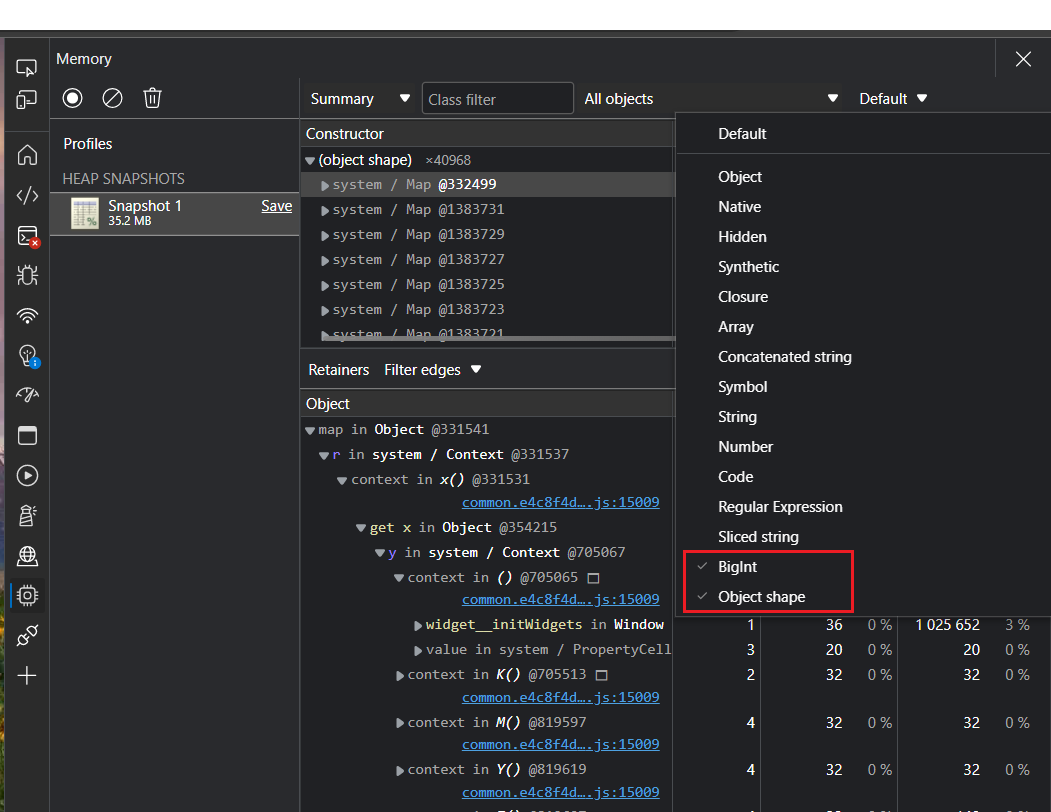 Memory
Summary
Class filter
All objects
Default
Profiles
HEAP SNAPSHOTS
Snapshot 1
Save
35.2 MB
Constructor
(object shape) ×40968
system / Map @332499
system / Map @1383731
system / Map @1383729
system / Map @1383727
system / Map @1383725
system / Map @1383723
system / Map @1383721
Retainers Filter edges
Object
map in Object @331541
r in system / Context @331537
context in x() @331531
common.e4c8f4d….js:15009
get x in Object @354215
y in system / Context @705067
context in () @705065
common.e4c8f4d….js:15009
widget__initWidgets in Window
1 36 0 % 1 025 652 3 %
value in system / PropertyCell
3 20 0 % 20 0 %
context in K() @705513
2 32 0 % 32 0 %
common.e4c8f4d….js:15009
context in M() @819597
4 32 0 % 32 0 %
common.e4c8f4d….js:15009
context in Y() @819619
4 32 0 % 32 0 %
common.e4c8f4d….js:15009
Default
Object
Native
Hidden
Synthetic
Closure
Array
Concatenated string
Symbol
String
Number
Code
Regular Expression
Sliced string
BigInt
Object shape